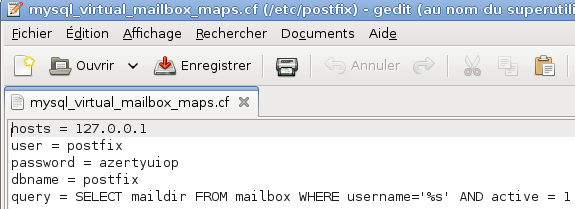 mysql_virtual_mailbox_maps.cf (/etc/postfix) - gedit (au nom du superutili
Fichier Édition Affichage Rechercher Documents Aide
Ouvrir Enregistrer Annuler
mysql_virtual_mailbox_maps.cf
hosts = 127.0.0.1
user = postfix
password = azertyuiop
dbname = postfix
query = SELECT maildir FROM mailbox WHERE username='%s' AND active = 1